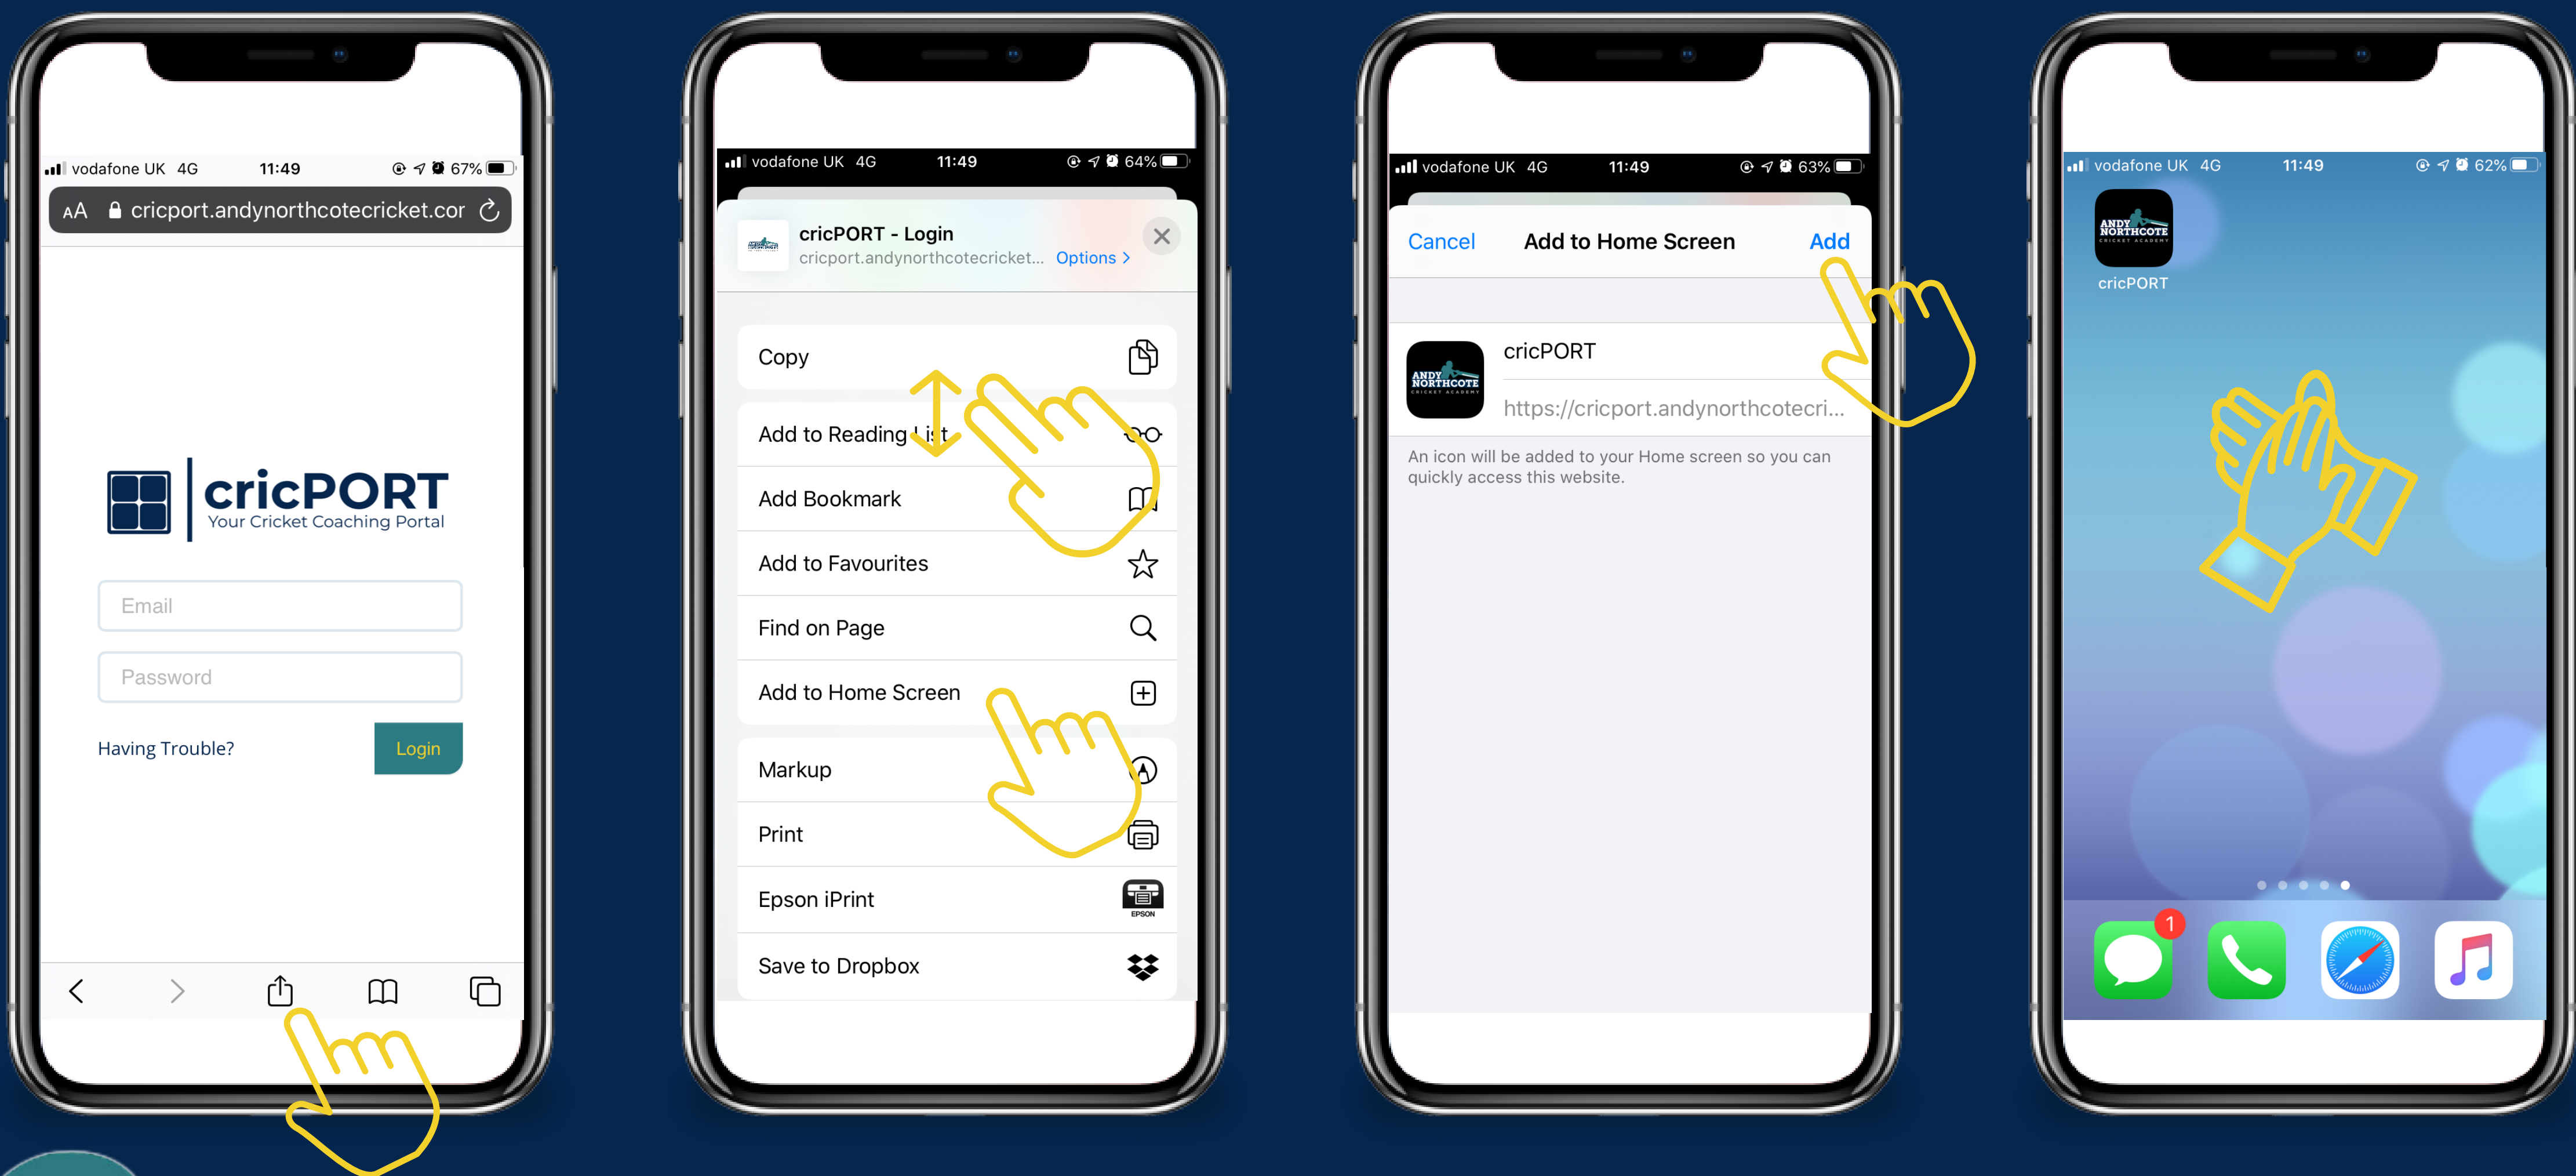 vodafone UK 4G 11:49 67%
AA cricport.andynorthcotecricket.cor
cricPORT
Your Cricket Coaching Portal
Email
Password
Having Trouble? Login
vodafone UK 4G 11:49 64%
cricPORT - Login
cricport.andynorthcotecricket... Options >
Copy
Add to Reading List
Add Bookmark
Add to Favourites
Find on Page
Add to Home Screen
Markup
Print
Epson iPrint
EPSON
Save to Dropbox
vodafone UK 4G 11:49 63%
Cancel Add to Home Screen Add
cricPORT
ANDY
NORTHCOTE
CRICKET ACADEMY
https://cricport.andynorthcotecri...
An icon will be added to your Home screen so you can
quickly access this website.
vodafone UK 4G 11:49 62%
ANDY
NORTHCOTE
CRICKET ACADEMY
cricPORT
1